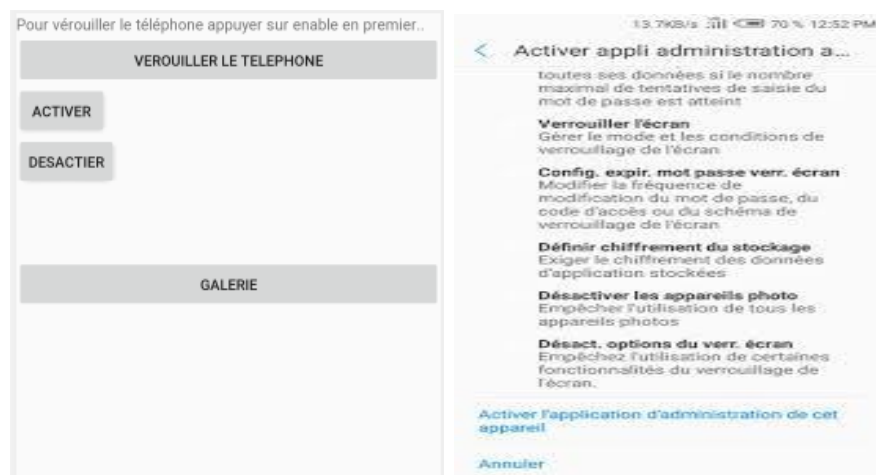 Pour vérouiller le téléphone appuyer sur enable en premier..
VEROUILLER LE TELEPHONE
ACTIVER
DESACTIER
GALERIE
13.7KB/s 70 % 12:52 PM
Activer appli administration a...
toutes ses données si le nombre
maximal de tentatives de saisie du
mot de passe est atteint
Verrouiller l'écran
Gérer le mode et les conditions de
verrouillage de l'écran
Config. expir. mot passe verr. écran
Modifier la fréquence de
modification du mot de passe, du
code d'accès ou du schéma de
verrouillage de l'écran
Définir chiffrement du stockage
Exiger le chiffrement des données
d'application stockées
Désactiver les appareils photo
Empêcher l'utilisation de tous les
appareils photos
Désact. options du verr. écran
Empêchez l'utilisation de certaines
fonctionnalités du verrouillage de
l'écran.
Activer l'application d'administration de cet
appareil
Annuler